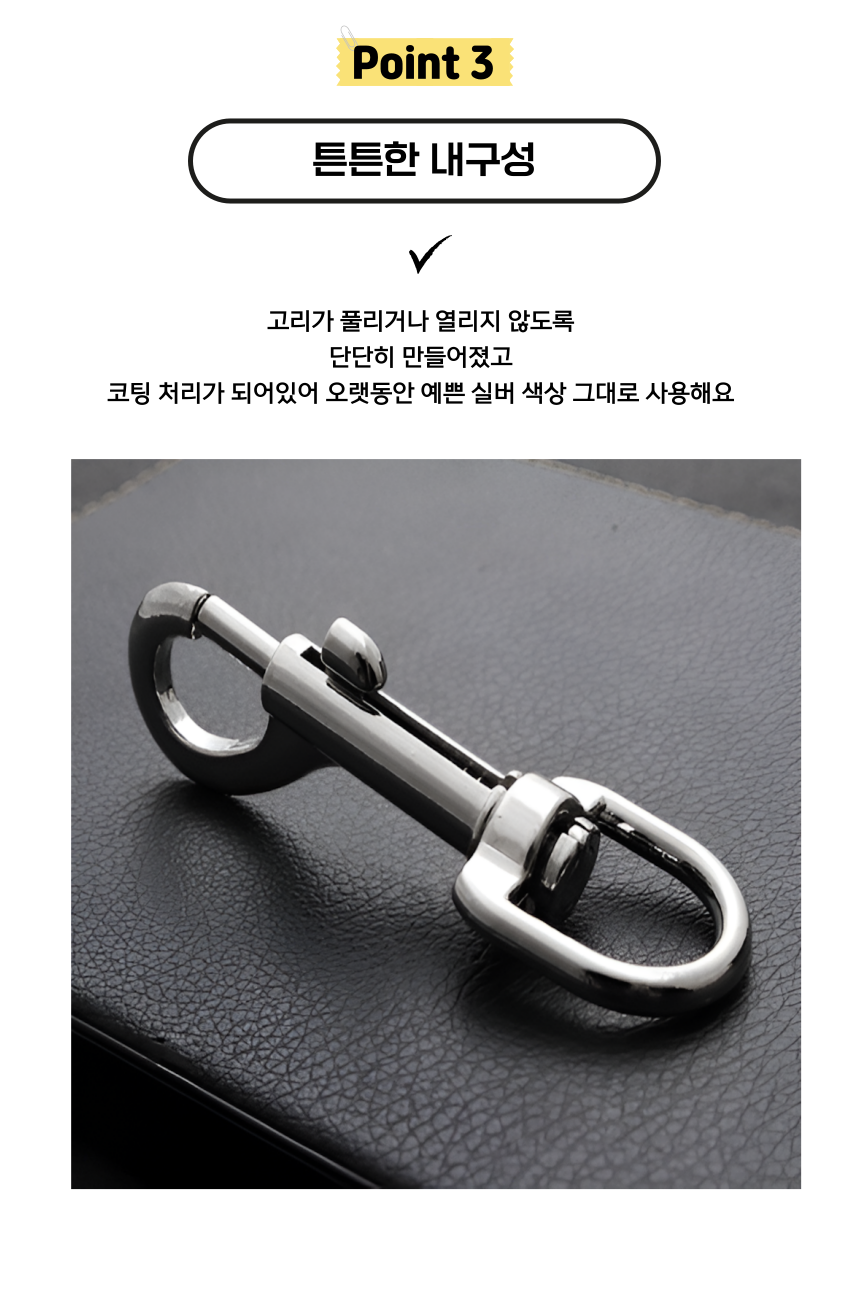 Point 3
튼튼한 내구성
고리가 풀리거나 열리지 않도록
단단히 만들어졌고
코팅 처리가 되어있어 오랫동안 예쁜 실버 색상 그대로 사용해요